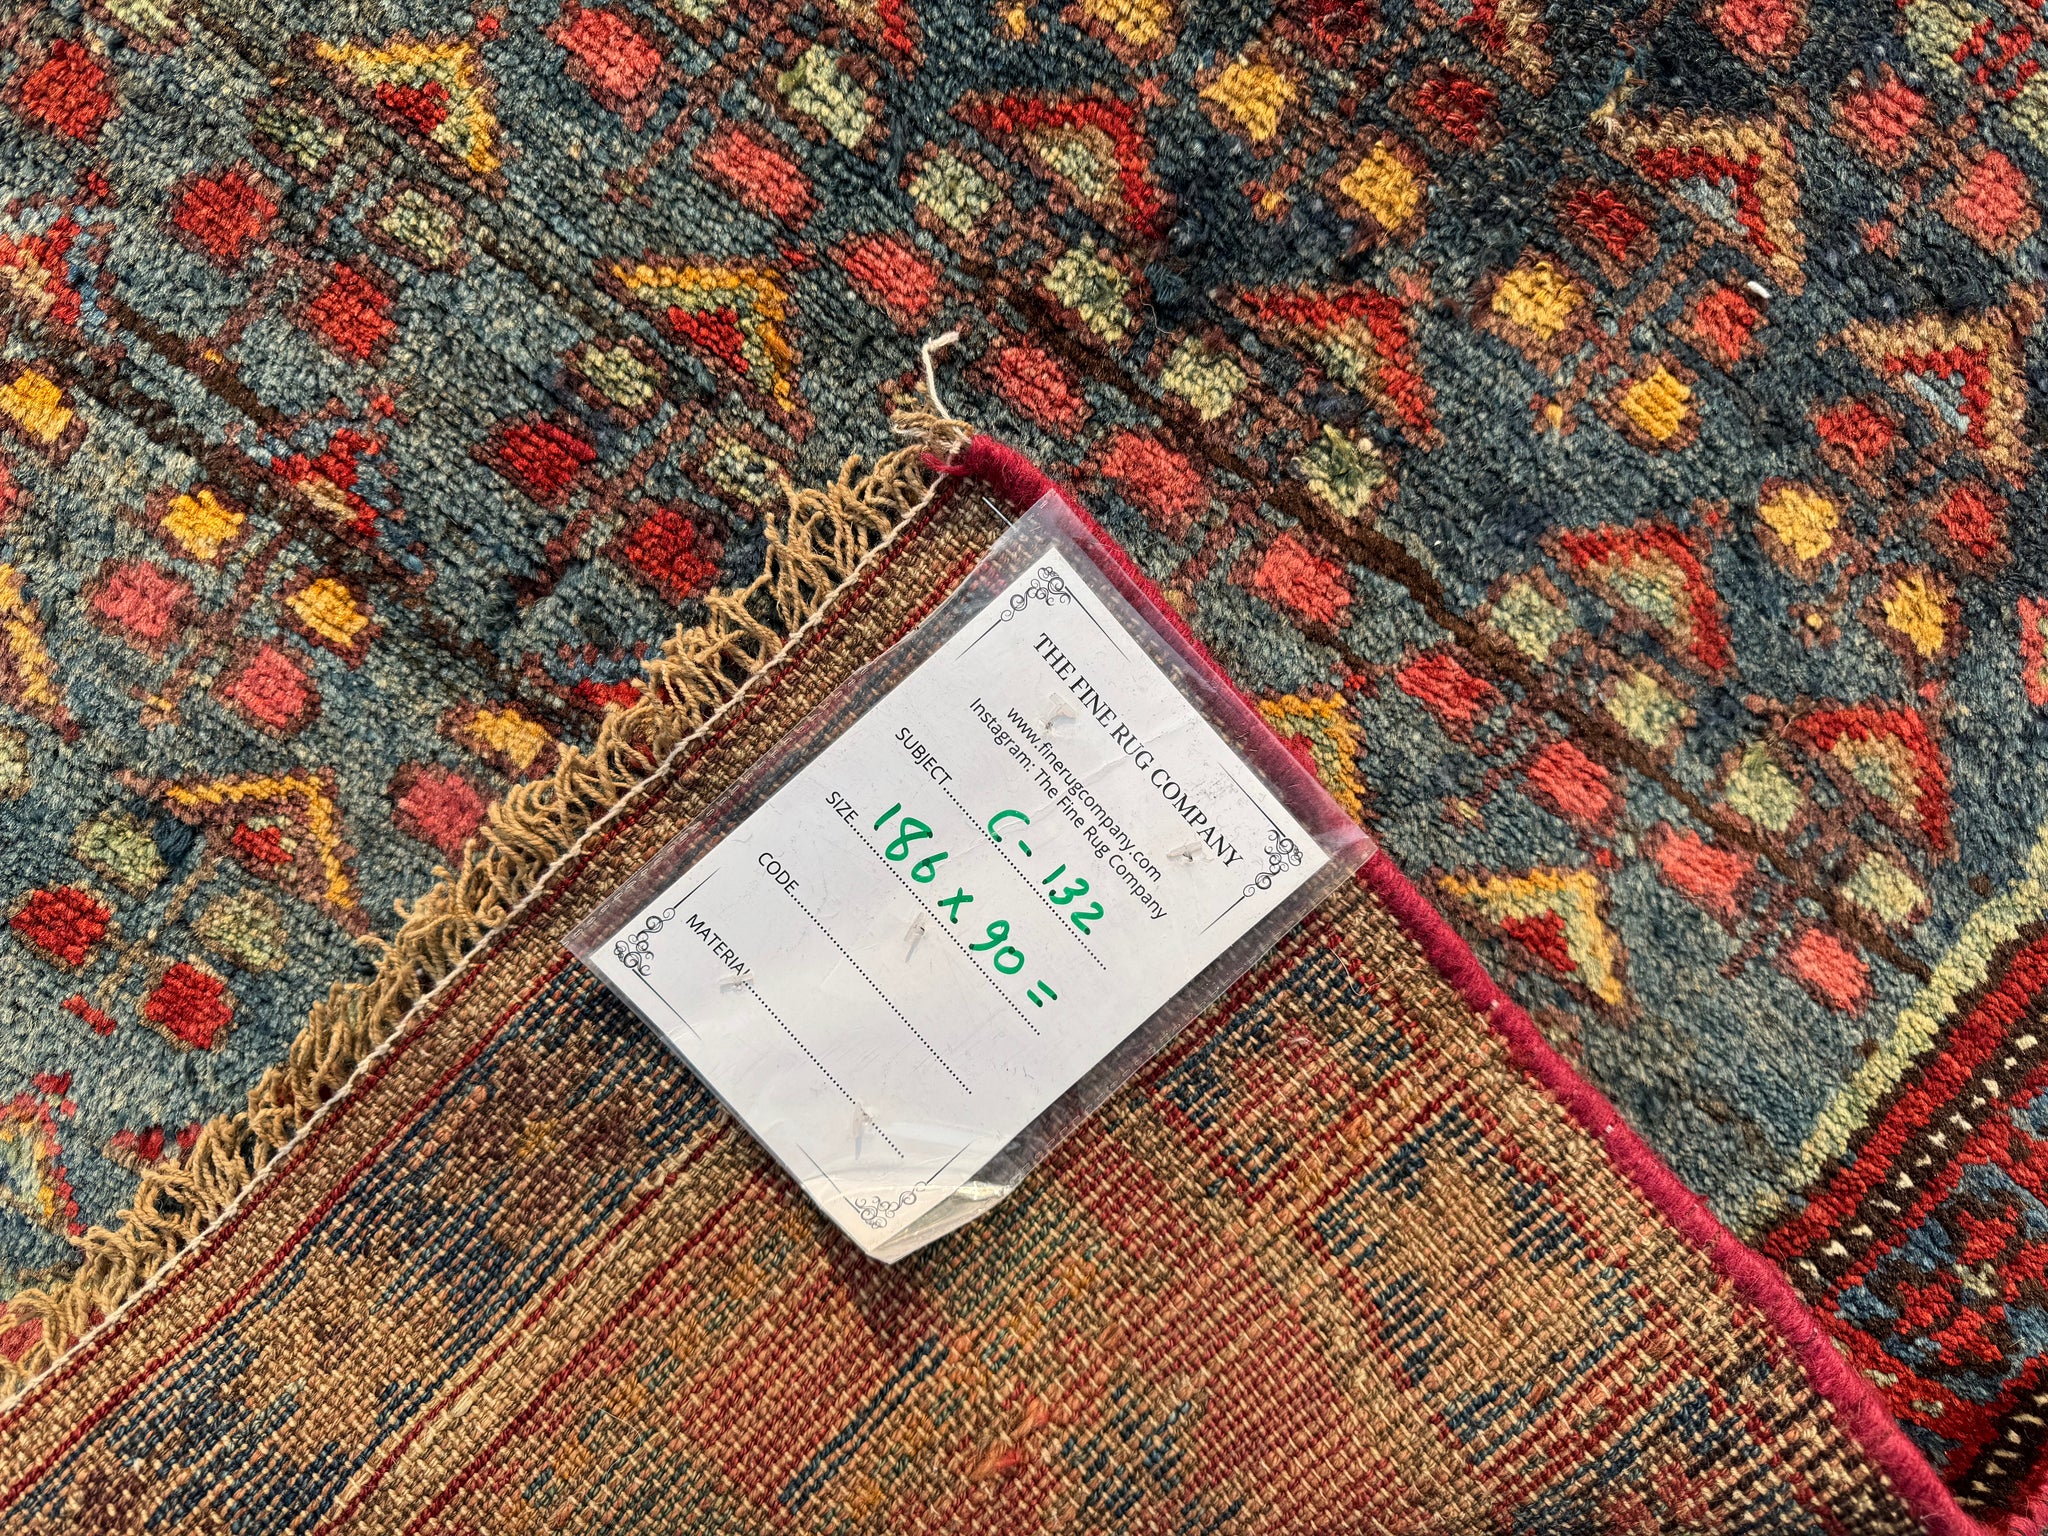 THE FINE RUG COMPANY
www.finerugcompany.com
Instagram: The Fine Rug Company
SUBJECT.......... C-132
SIZE.......... 186 x 90 =
CODE..........
MATERIAL..........